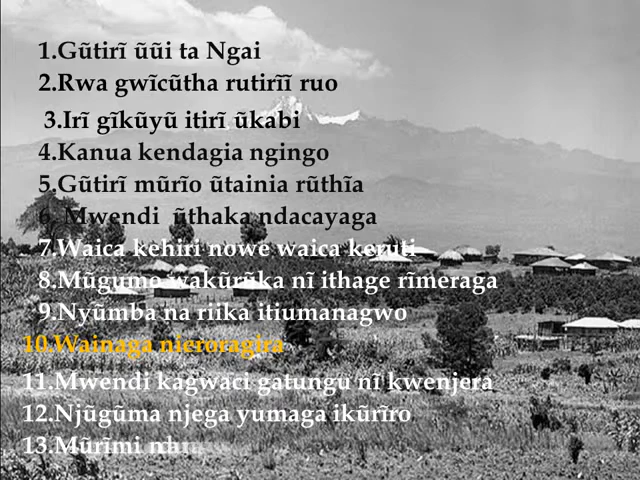 1.Gũtirĩ ũũi ta Ngai
2.Rwa gwĩcũtha rutirĩĩ ruo
3.Irĩ gĩkũyũ itirĩ ũkabi
4.Kanua kendagia ngingo
5.Gũtirĩ mũrĩo ũtainia rũthĩa
6. Mwendi ũthaka ndacayaga
7.Waica kehiri nowe waica keruti
8.Mũgumo wakũrũka nĩ ithage rĩmeraga
9.Nyũmba na riika itiumanagwo
10.Wainaga nieroragira
11.Mwendi kagwaci gatungu nĩ kwenjera
12.Njũgũma njega yumaga ikũrĩro
13.Mũrĩmi